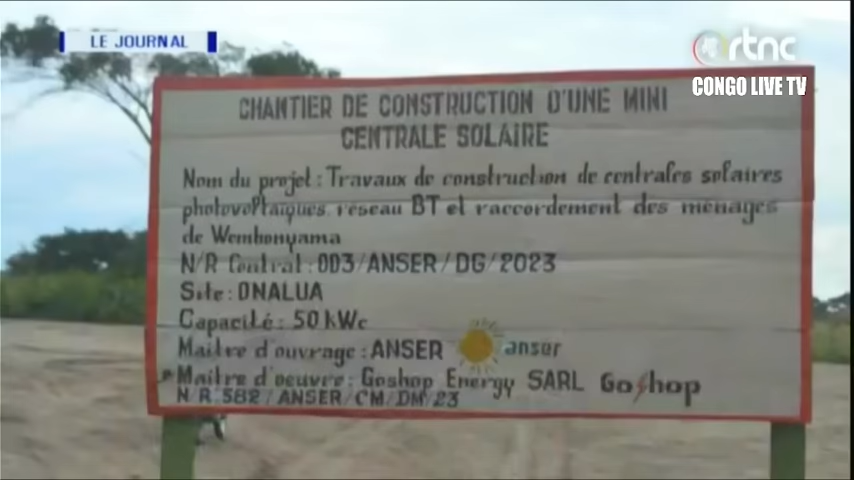 LE JOURNAL
rtnc
CONGO LIVE TV
CHANTIER DE CONSTRUCTION D'UNE MINI
CENTRALE SOLAIRE
Nom du projet : Travaux de construction de centrales solaires
photovoltaïques, réseau BT et raccordement des ménages
de Wembonyama
N/R Contrat : 003/ANSER/DG/2023
Site : ONALUA
Capacité : 50 kWc
Maître d'ouvrage : ANSER anser
Maître d'oeuvre : Goshop Energy SARL Goshop
N/R 582/ANSER/CM/DM/23